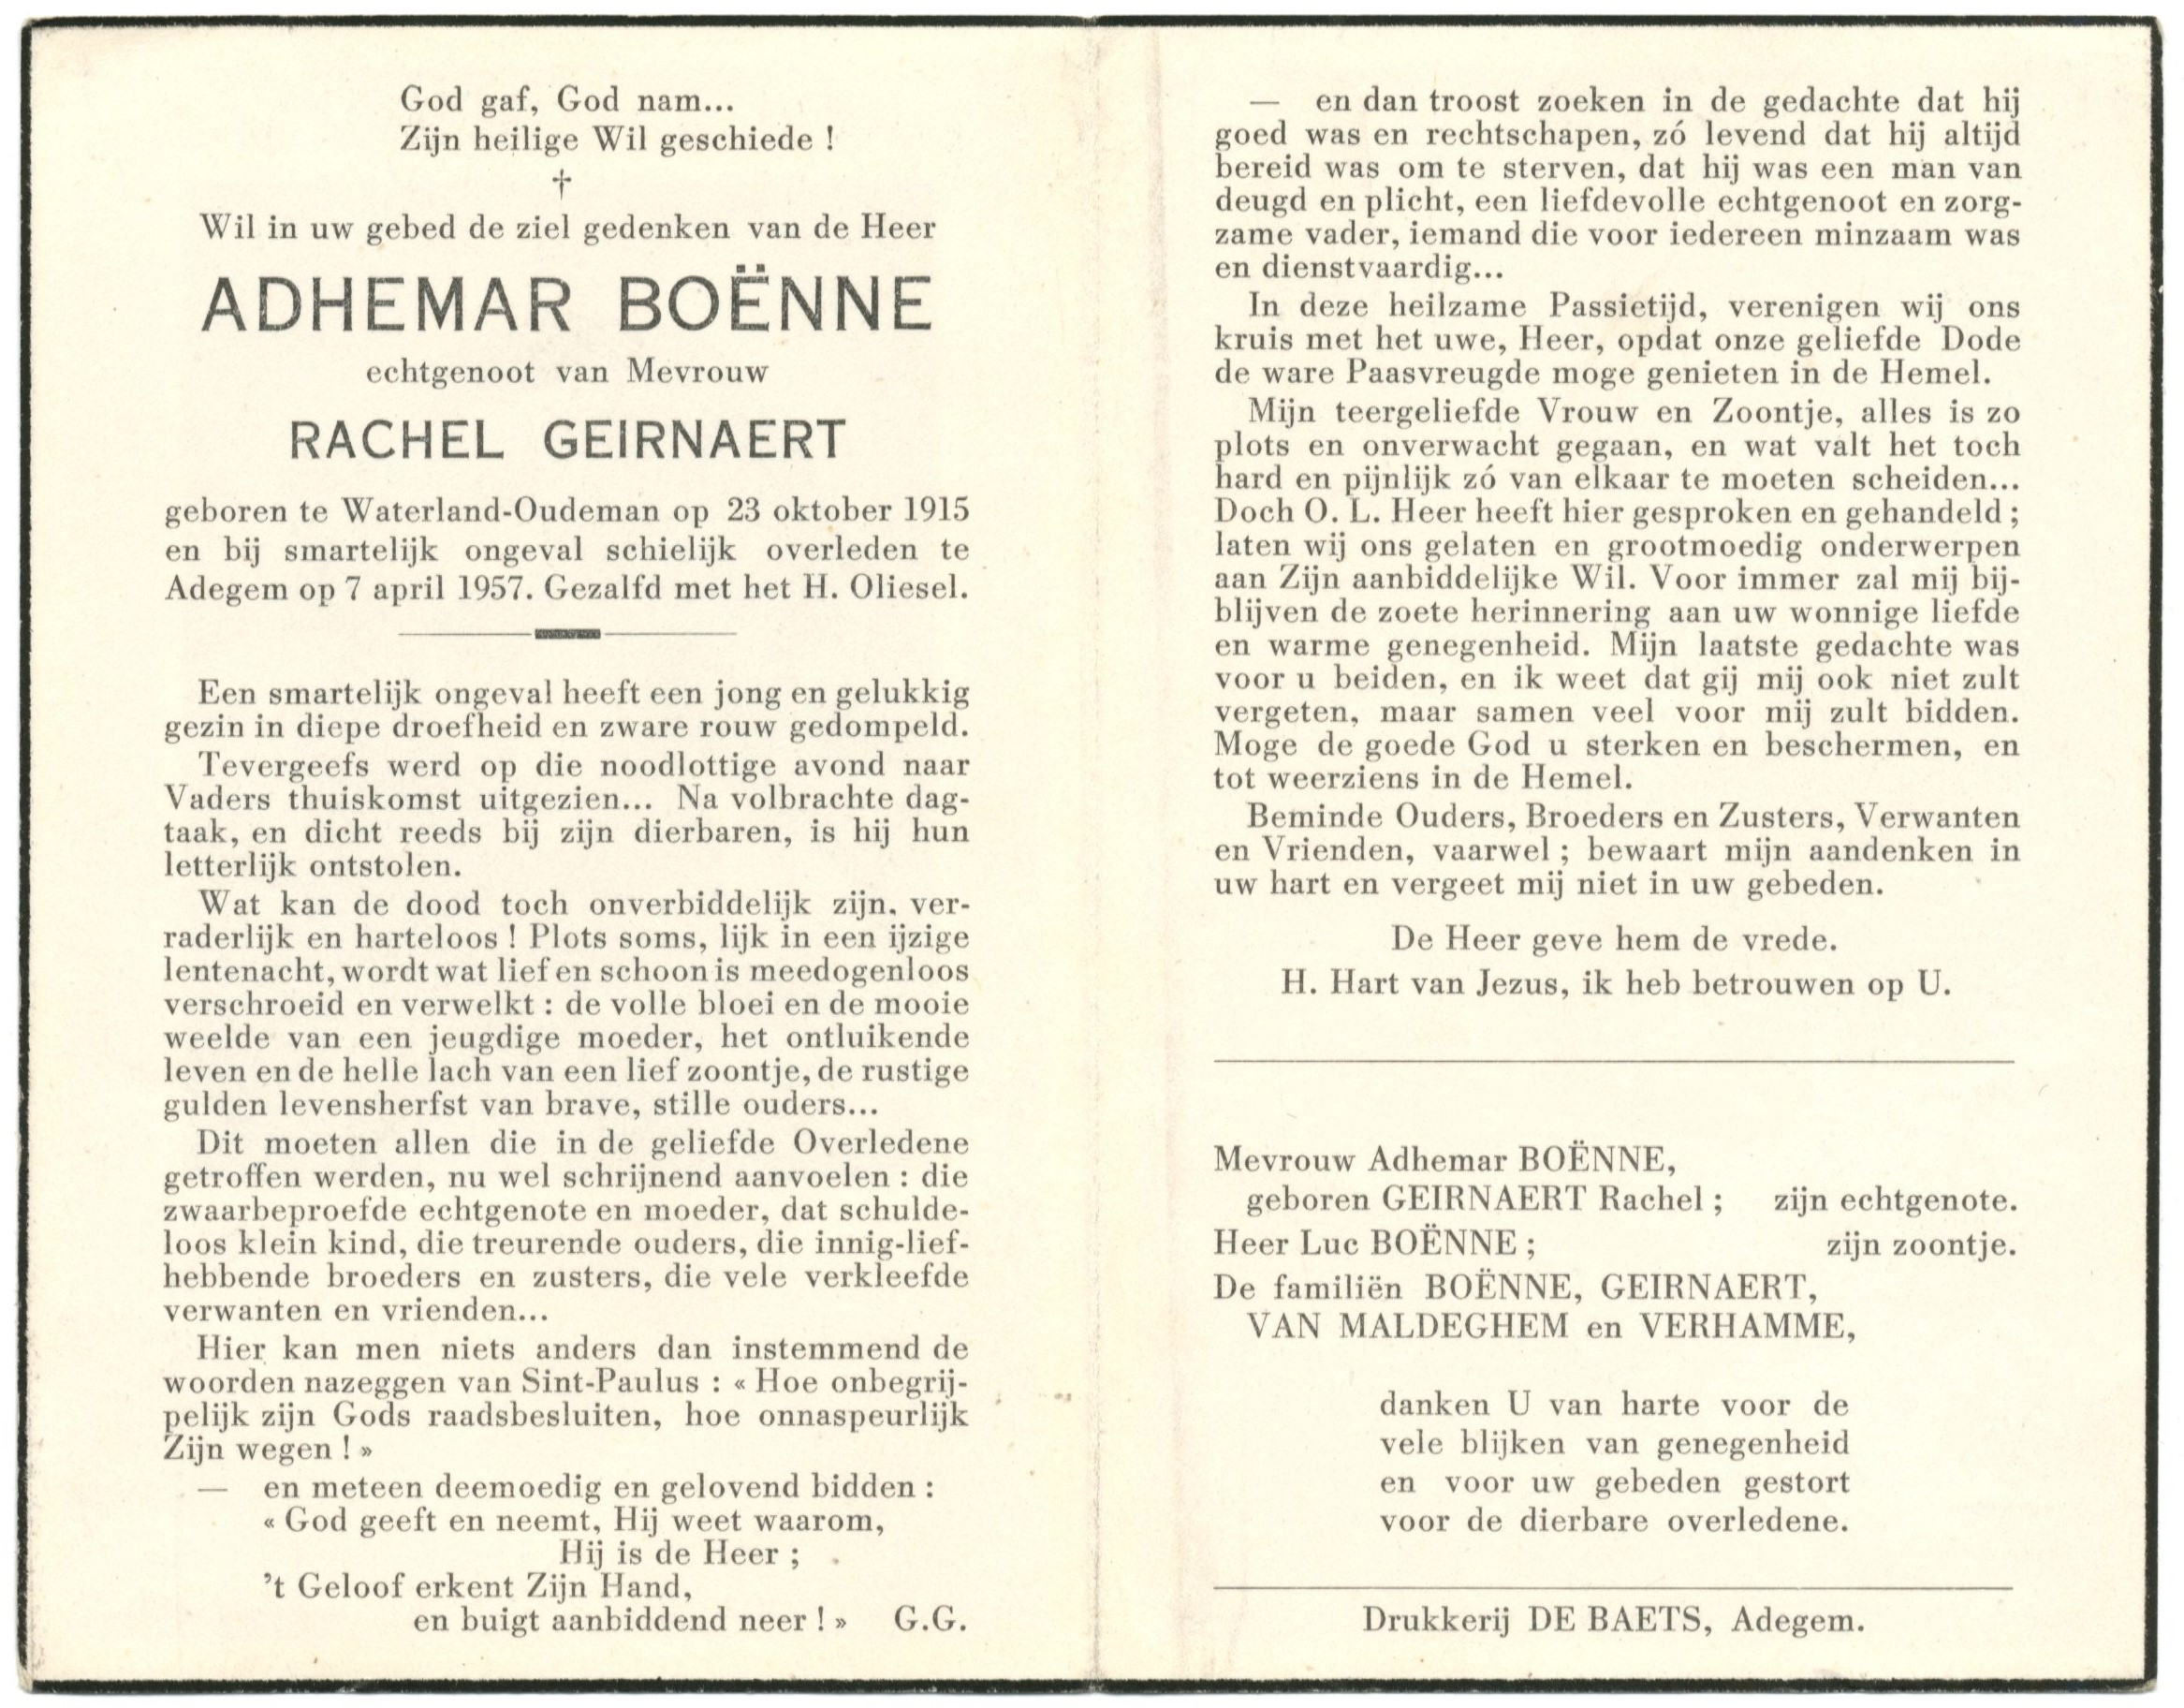 God gaf, God nam...
Zijn heilige Wil geschiede !
†
Wil in uw gebed de ziel gedenken van de Heer
ADHEMAR BOËNNE
echtgenoot van Mevrouw
RACHEL GEIRNAERT
geboren te Waterland-Oudeman op 23 oktober 1915
en bij smartelijk ongeval schielijk overleden te
Adegem op 7 april 1957. Gezalfd met het H. Oliesel.
Een smartelijk ongeval heeft een jong en gelukkig
gezin in diepe droefheid en zware rouw gedompeld.
Tevergeefs werd op die noodlottige avond naar
Vaders thuiskomst uitgezien... Na volbrachte dag-
taak, en dicht reeds bij zijn dierbaren, is hij hun
letterlijk ontstolen.
Wat kan de dood toch onverbiddelijk zijn, ver-
raderlijk en harteloos ! Plots soms, lijk in een ijzige
lentenacht, wordt wat lief en schoon is meedogenloos
verschroeid en verwelkt : de volle bloei en de mooie
weelde van een jeugdige moeder, het ontluikende
leven en de helle lach van een lief zoontje, de rustige
gulden levensherfst van brave, stille ouders...
Dit moeten allen die in de geliefde Overledene
getroffen werden, nu wel schrijnend aanvoelen : die
zwaarbeproefde echtgenote en moeder, dat schulde-
loos klein kind, die treurende ouders, die innig-lief-
hebbende broeders en zusters, die vele verkleefde
verwanten en vrienden...
Hier kan men niets anders dan instemmend de
woorden nazeggen van Sint-Paulus : « Hoe onbegrij-
pelijk zijn Gods raadsbesluiten, hoe onnaspeurlijk
Zijn wegen ! »
— en meteen deemoedig en gelovend bidden :
« God geeft en neemt, Hij weet waarom,
Hij is de Heer ;
't Geloof erkent Zijn Hand,
en buigt aanbiddend neer ! » G.G.
— en dan troost zoeken in de gedachte dat hij
goed was en rechtschapen, zó levend dat hij altijd
bereid was om te sterven, dat hij was een man van
deugd en plicht, een liefdevolle echtgenoot en zorg-
zame vader, iemand die voor iedereen minzaam was
en dienstvaardig...
In deze heilzame Passietijd, verenigen wij ons
kruis met het uwe, Heer, opdat onze geliefde Dode
de ware Paasvreugde moge genieten in de Hemel.
Mijn teergeliefde Vrouw en Zoontje, alles is zo
plots en onverwacht gegaan, en wat valt het toch
hard en pijnlijk zó van elkaar te moeten scheiden...
Doch O. L. Heer heeft hier gesproken en gehandeld ;
laten wij ons gelaten en grootmoedig onderwerpen
aan Zijn aanbiddelijke Wil. Voor immer zal mij bij-
blijven de zoete herinnering aan uw wonnige liefde
en warme genegenheid. Mijn laatste gedachte was
voor u beiden, en ik weet dat gij mij ook niet zult
vergeten, maar samen veel voor mij zult bidden.
Moge de goede God u sterken en beschermen, en
tot weerziens in de Hemel.
Beminde Ouders, Broeders en Zusters, Verwanten
en Vrienden, vaarwel ; bewaart mijn aandenken in
uw hart en vergeet mij niet in uw gebeden.
De Heer geve hem de vrede.
H. Hart van Jezus, ik heb betrouwen op U.
Mevrouw Adhemar BOËNNE,
geboren GEIRNAERT Rachel ; zijn echtgenote.
Heer Luc BOËNNE ; zijn zoontje.
De familiën BOËNNE, GEIRNAERT,
VAN MALDEGHEM en VERHAMME,
danken U van harte voor de
vele blijken van genegenheid
en voor uw gebeden gestort
voor de dierbare overledene.
Drukkerij DE BAETS, Adegem.